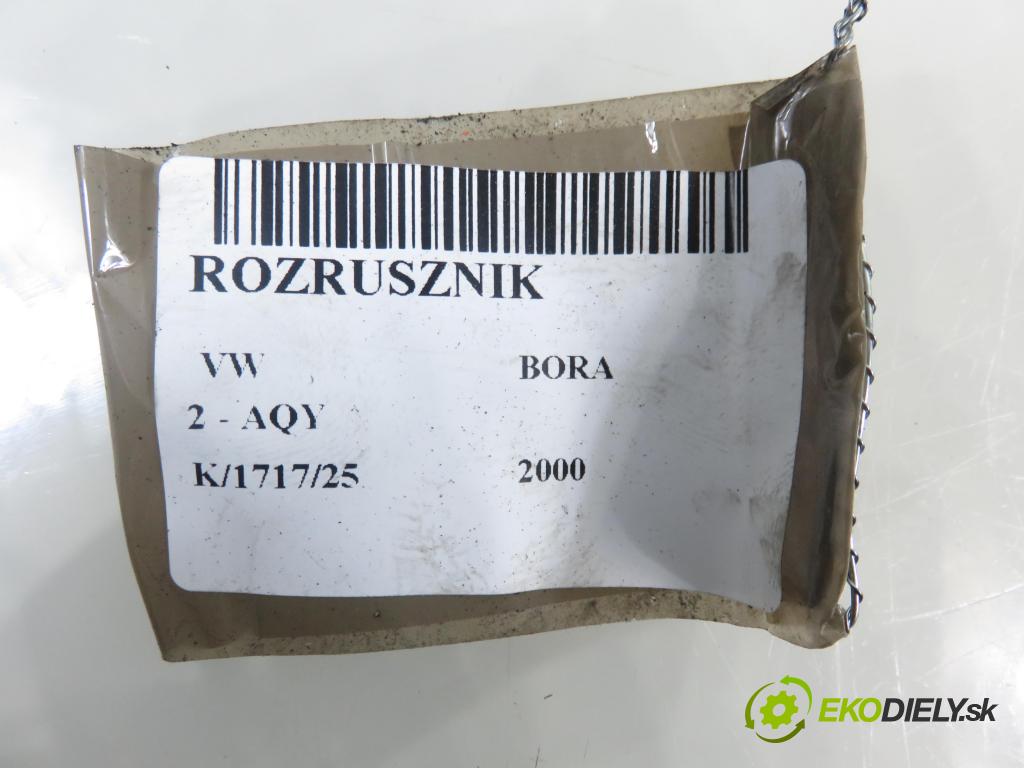 ROZRUSZNIK
VW BORA
2 - AQY
K/1717/25 2000
EKODIELY.sk